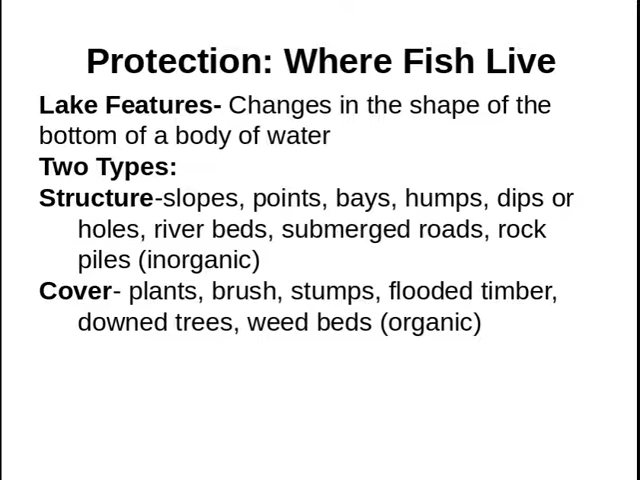 Protection: Where Fish Live
Lake Features- Changes in the shape of the
bottom of a body of water
Two Types:
Structure-slopes, points, bays, humps, dips or
holes, river beds, submerged roads, rock
piles (inorganic)
Cover- plants, brush, stumps, flooded timber,
downed trees, weed beds (organic)